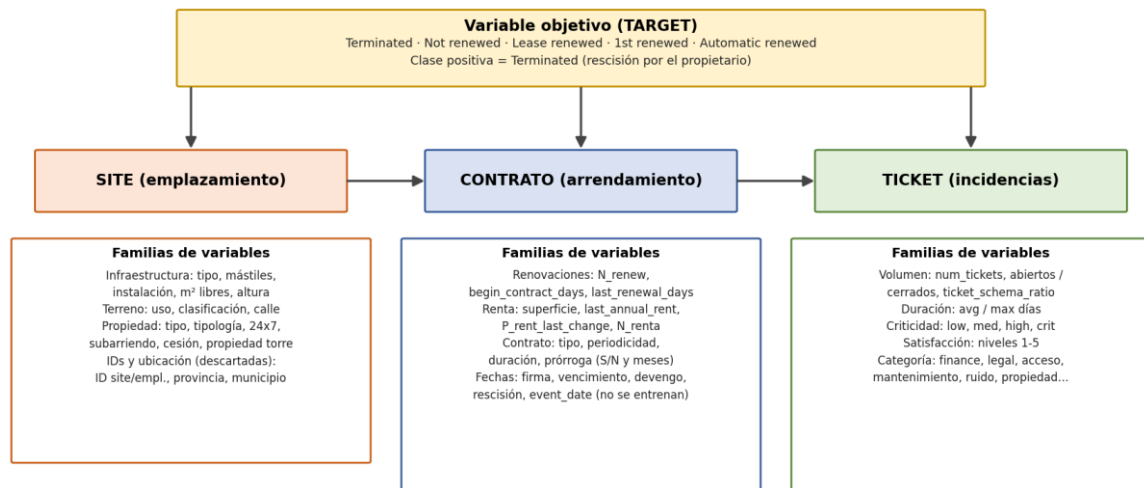 Variable objetivo (TARGET)
Terminated · Not renewed · Lease renewed · 1st renewed · Automatic renewed
Clase positiva = Terminated (rescisión por el propietario)
SITE (emplazamiento)
CONTRATO (arrendamiento)
TICKET (incidencias)
Familias de variables
Infraestructura: tipo, mástiles,
instalación, m² libres, altura
Terreno: uso, clasificación, calle
Propiedad: tipo, tipología, 24x7,
subarriendo, cesión, propiedad torre
IDs y ubicación (descartadas):
ID site/empl., provincia, municipio
Familias de variables
Renovaciones: N_renew,
begin_contract_days, last_renewal_days
Renta: superficie, last_annual_rent,
P_rent_last_change, N_renta
Contrato: tipo, periodicidad,
duración, prórroga (S/N y meses)
Fechas: firma, vencimiento, devengo,
rescisión, event_date (no se entrenan)
Familias de variables
Volumen: num_tickets, abiertos /
cerrados, ticket_schema_ratio
Duración: avg / max días
Criticidad: low, med, high, crit
Satisfacción: niveles 1-5
Categoría: finance, legal, acceso,
mantenimiento, ruido, propiedad…